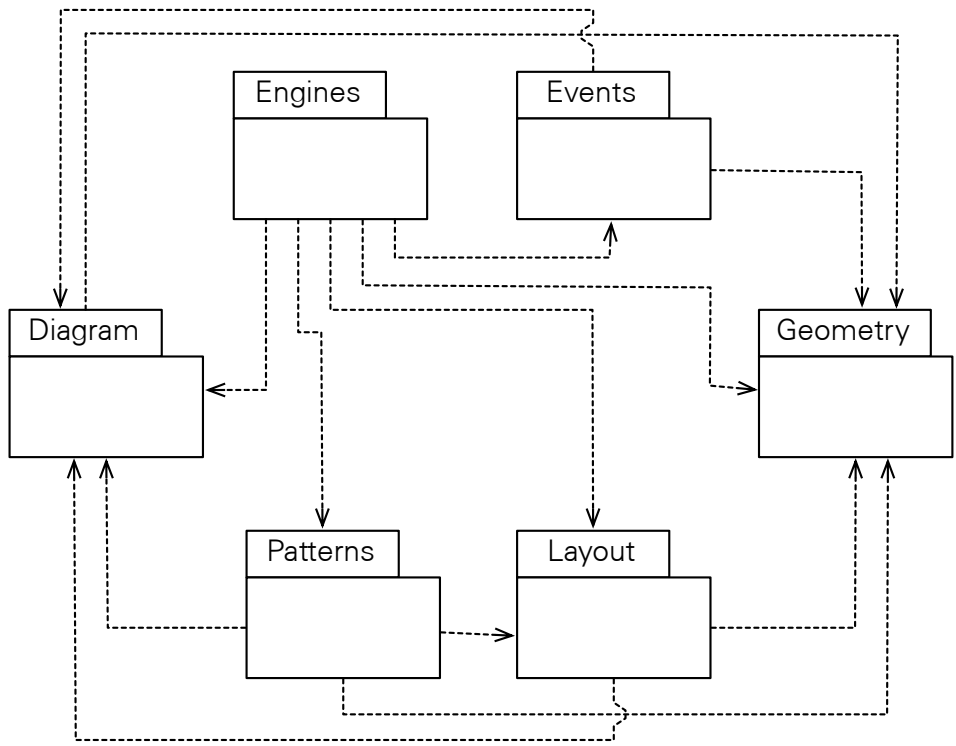 Engines
Events
Diagram
Geometry
Patterns
Layout